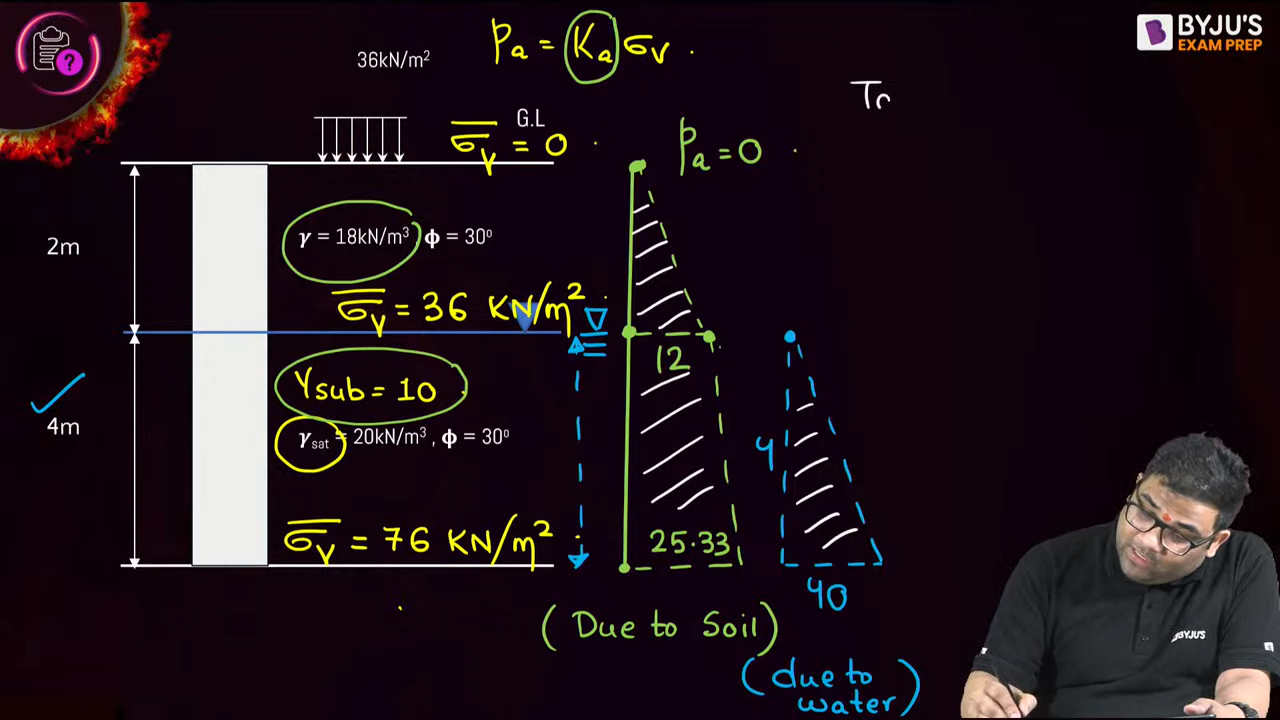 BYJU'S
EXAM PREP
Pa = Ka σv
36kN/m²
Tr
G.L
σ̅v = 0
Pa = 0
2m
γ = 18kN/m³, ϕ = 30°
σ̅v = 36 KN/m²
12
γsub = 10
4m
γsat = 20kN/m³, ϕ = 30°
4
σ̅v = 76 KN/m²
25.33
40
(Due to Soil)
(due to
water)
BYJU'S